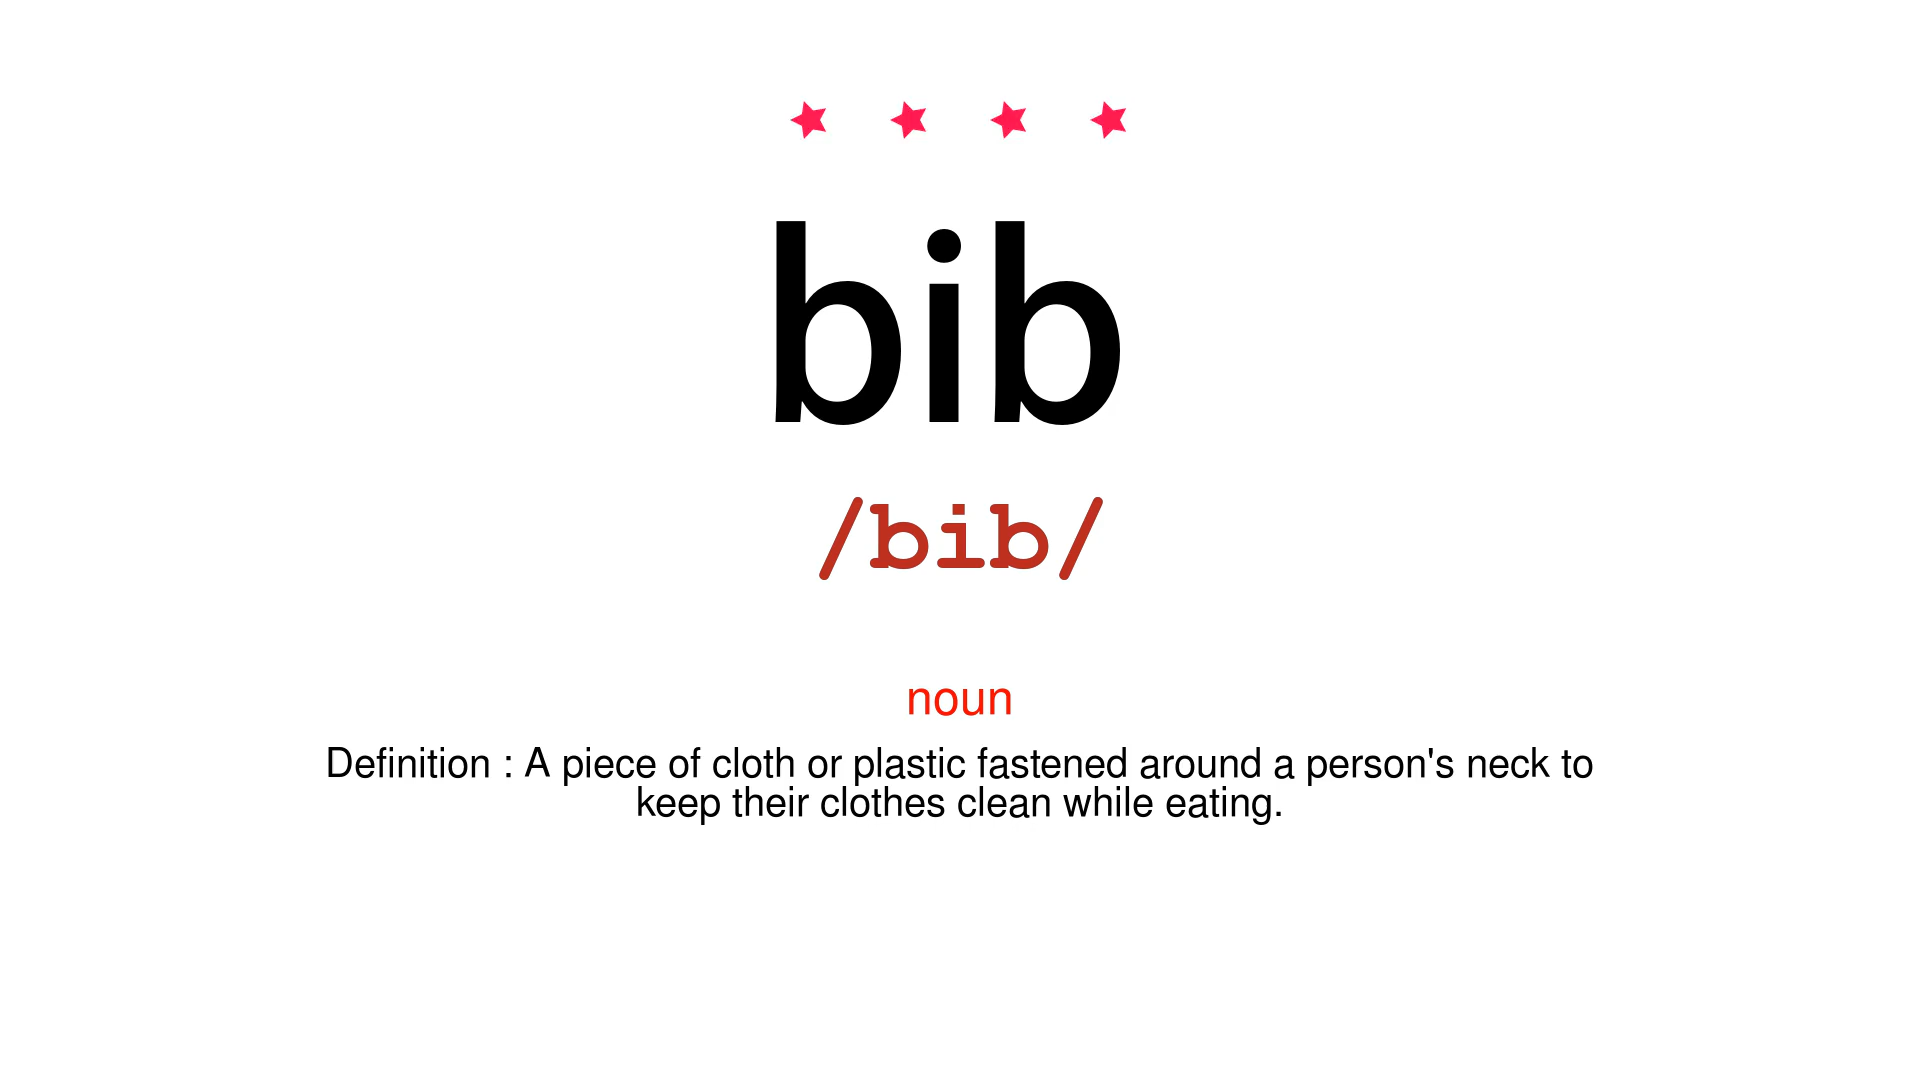 bib
/bib/
noun
Definition : A piece of cloth or plastic fastened around a person's neck to
keep their clothes clean while eating.